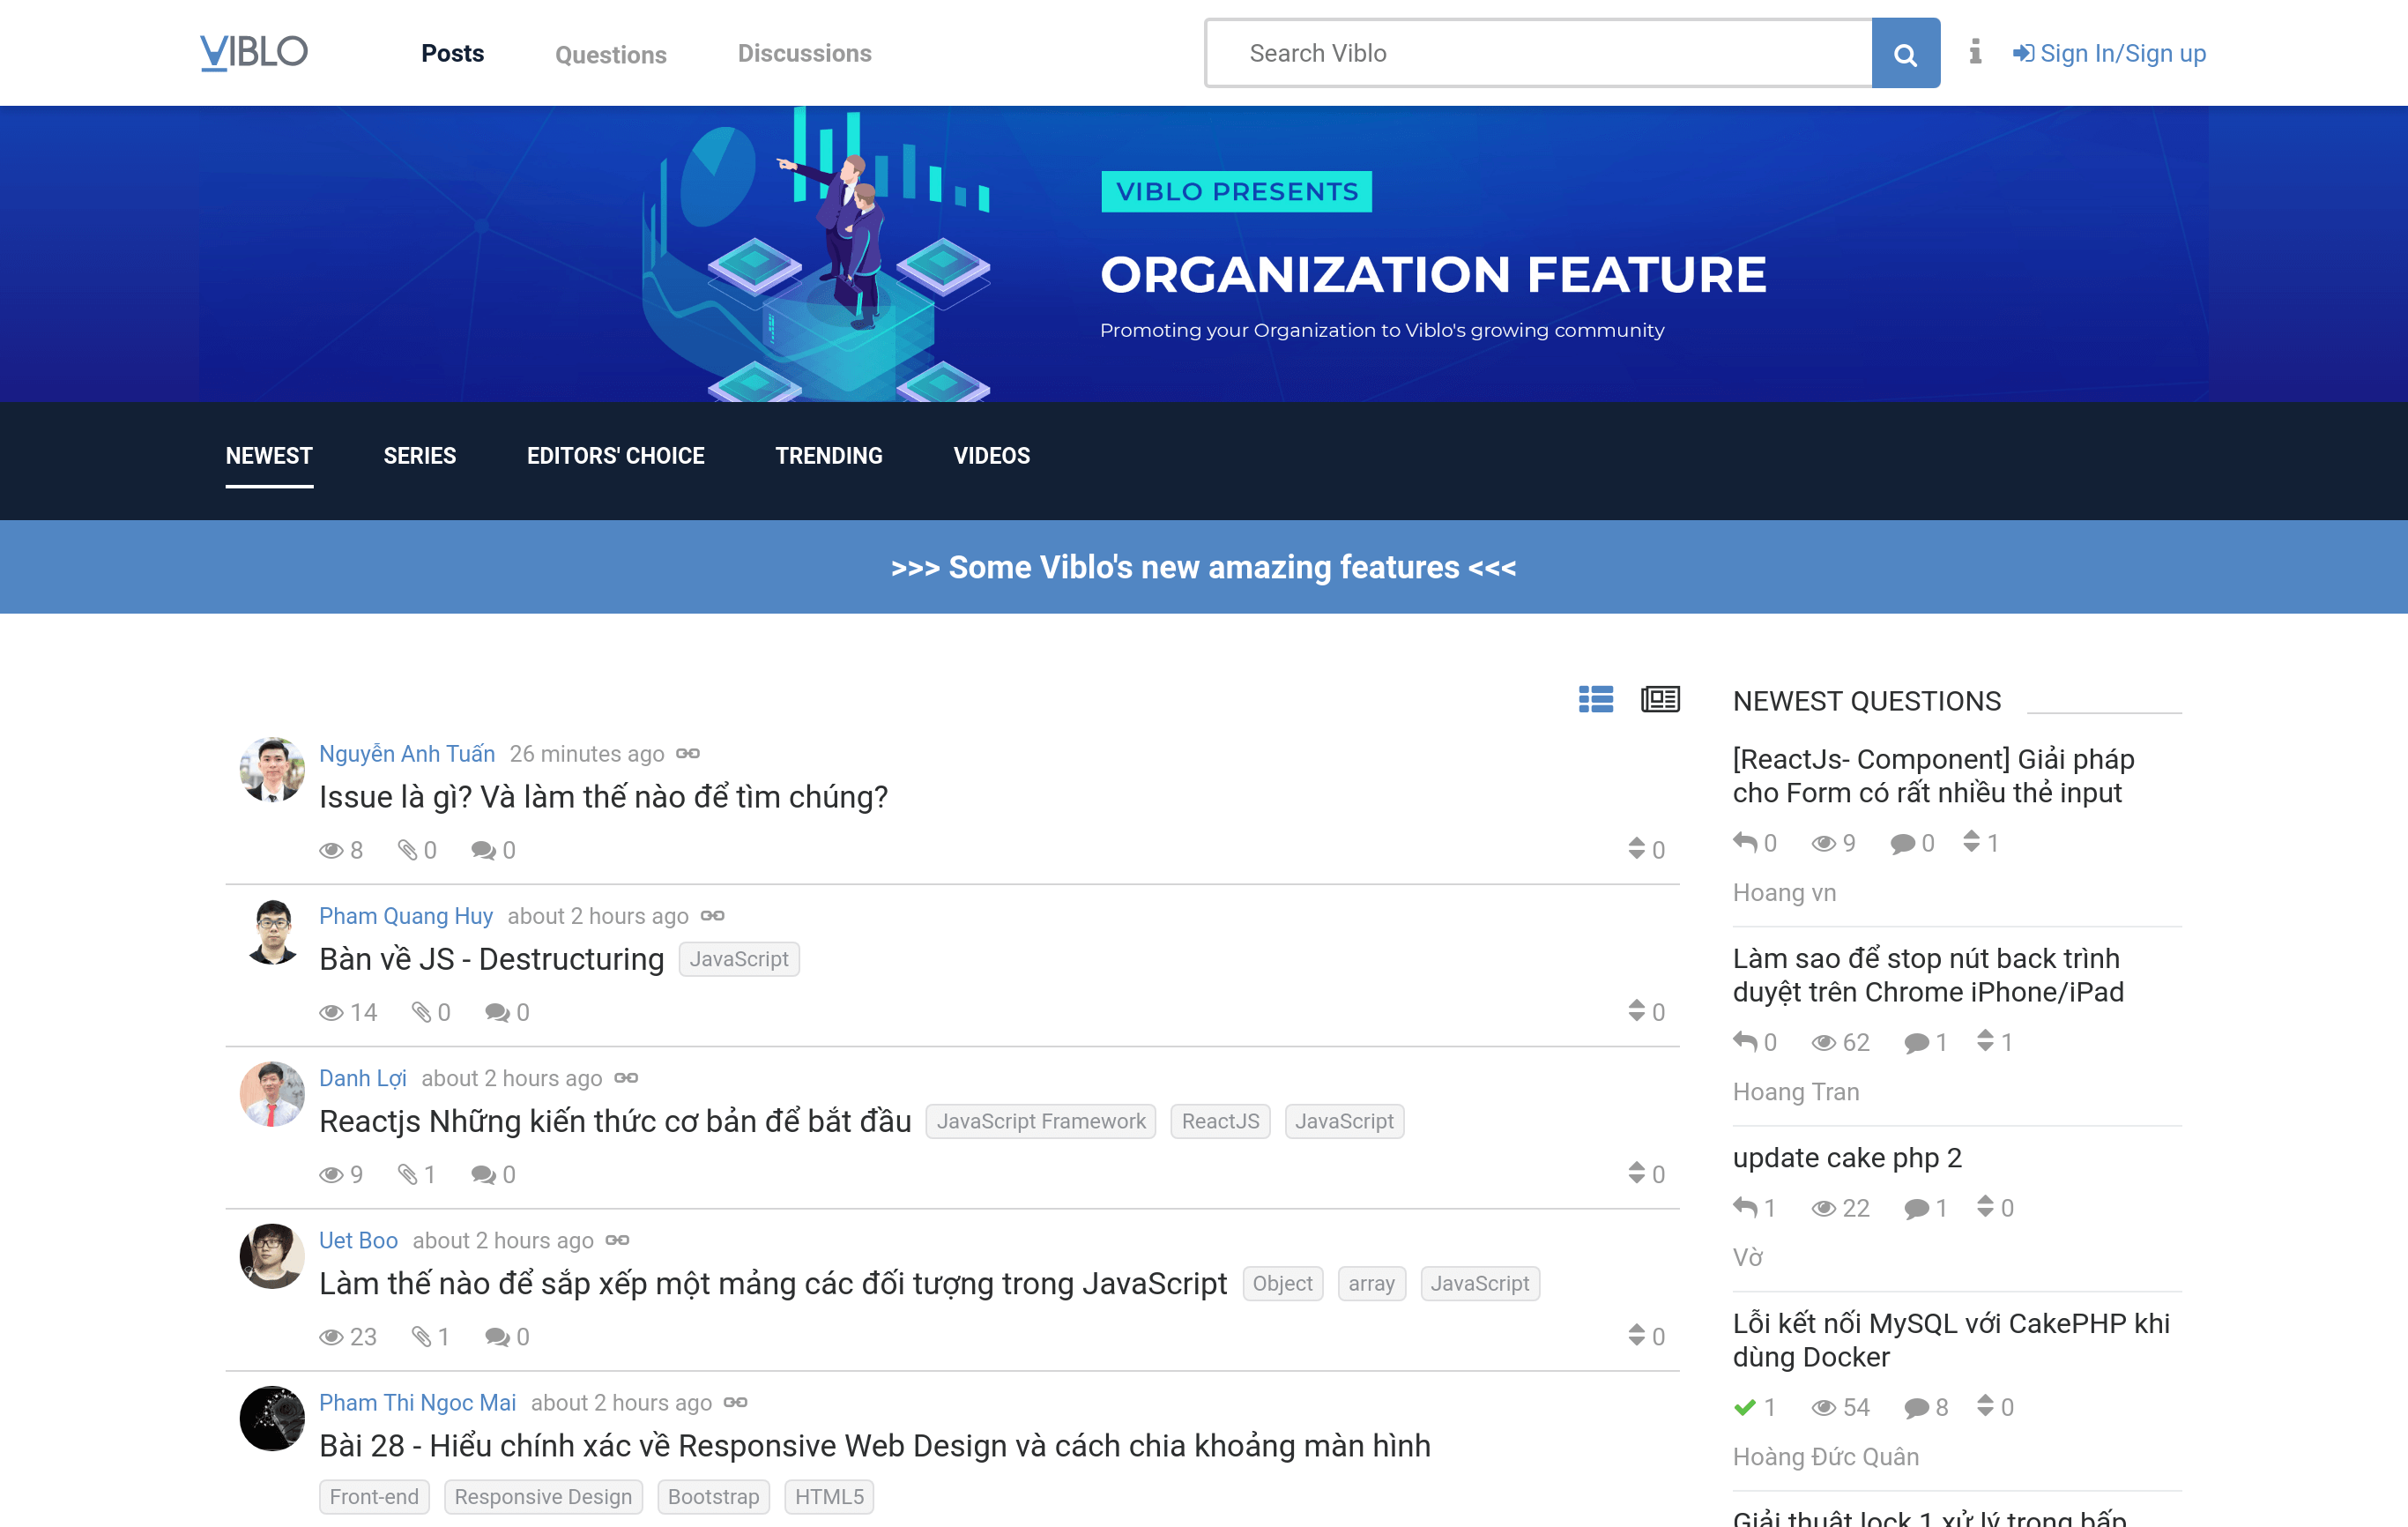 VIBLO
Posts Questions Discussions Search Viblo Sign In/Sign up
VIBLO PRESENTS
ORGANIZATION FEATURE
Promoting your Organization to Viblo's growing community
NEWEST SERIES EDITORS' CHOICE TRENDING VIDEOS
>>> Some Viblo's new amazing features <<<
Nguyễn Anh Tuấn 26 minutes ago
Issue là gì? Và làm thế nào để tìm chúng?
8 0 0 0
Pham Quang Huy about 2 hours ago
Bàn về JS - Destructuring JavaScript
14 0 0 0
Danh Lợi about 2 hours ago
Reactjs Những kiến thức cơ bản để bắt đầu JavaScript Framework ReactJS JavaScript
9 1 0 0
Uet Boo about 2 hours ago
Làm thế nào để sắp xếp một mảng các đối tượng trong JavaScript Object array JavaScript
23 1 0 0
Pham Thi Ngoc Mai about 2 hours ago
Bài 28 - Hiểu chính xác về Responsive Web Design và cách chia khoảng màn hình
Front-end Responsive Design Bootstrap HTML5
NEWEST QUESTIONS
[ReactJs- Component] Giải pháp
cho Form có rất nhiều thẻ input
0 9 0 1
Hoang vn
Làm sao để stop nút back trình
duyệt trên Chrome iPhone/iPad
0 62 1 1
Hoang Tran
update cake php 2
1 22 1 0
Vờ
Lỗi kết nối MySQL với CakePHP khi
dùng Docker
1 54 8 0
Hoàng Đức Quân
Giải thuật lock 1 xử lý trong bấp